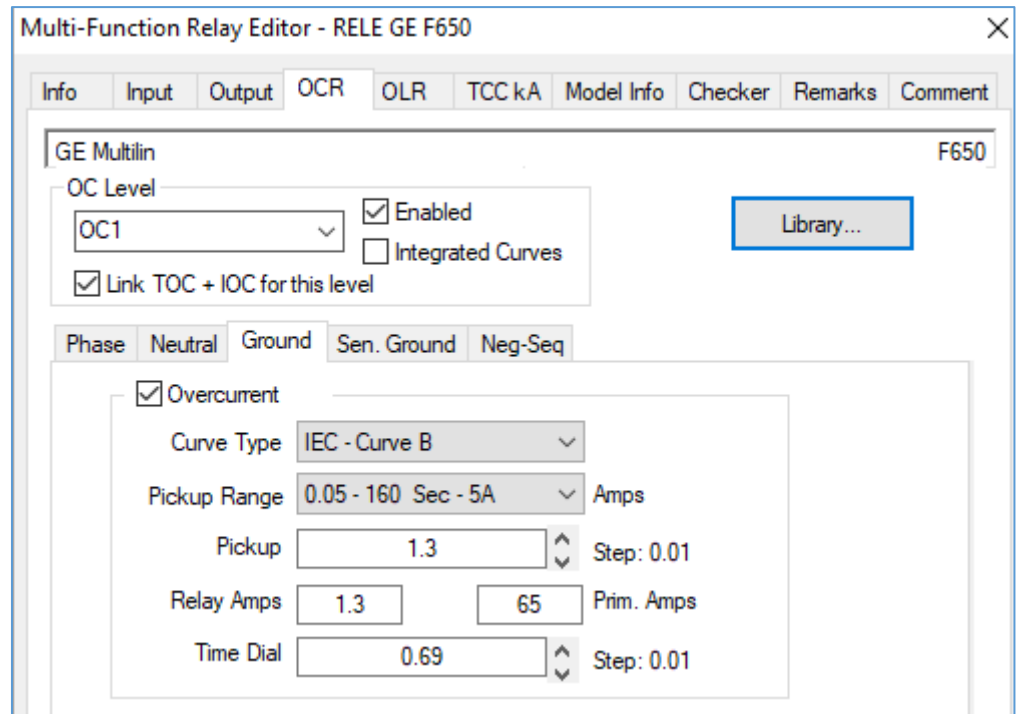 Multi-Function Relay Editor - RELE GE F650
Info Input Output OCR OLR TCC kA Model Info Checker Remarks Comment
GE Multilin F650
OC Level
OC1 Enabled Library...
Integrated Curves
Link TOC + IOC for this level
Phase Neutral Ground Sen. Ground Neg-Seq
Overcurrent
Curve Type IEC - Curve B
Pickup Range 0.05 - 160 Sec - 5A Amps
Pickup 1.3 Step: 0.01
Relay Amps 1.3 65 Prim. Amps
Time Dial 0.69 Step: 0.01